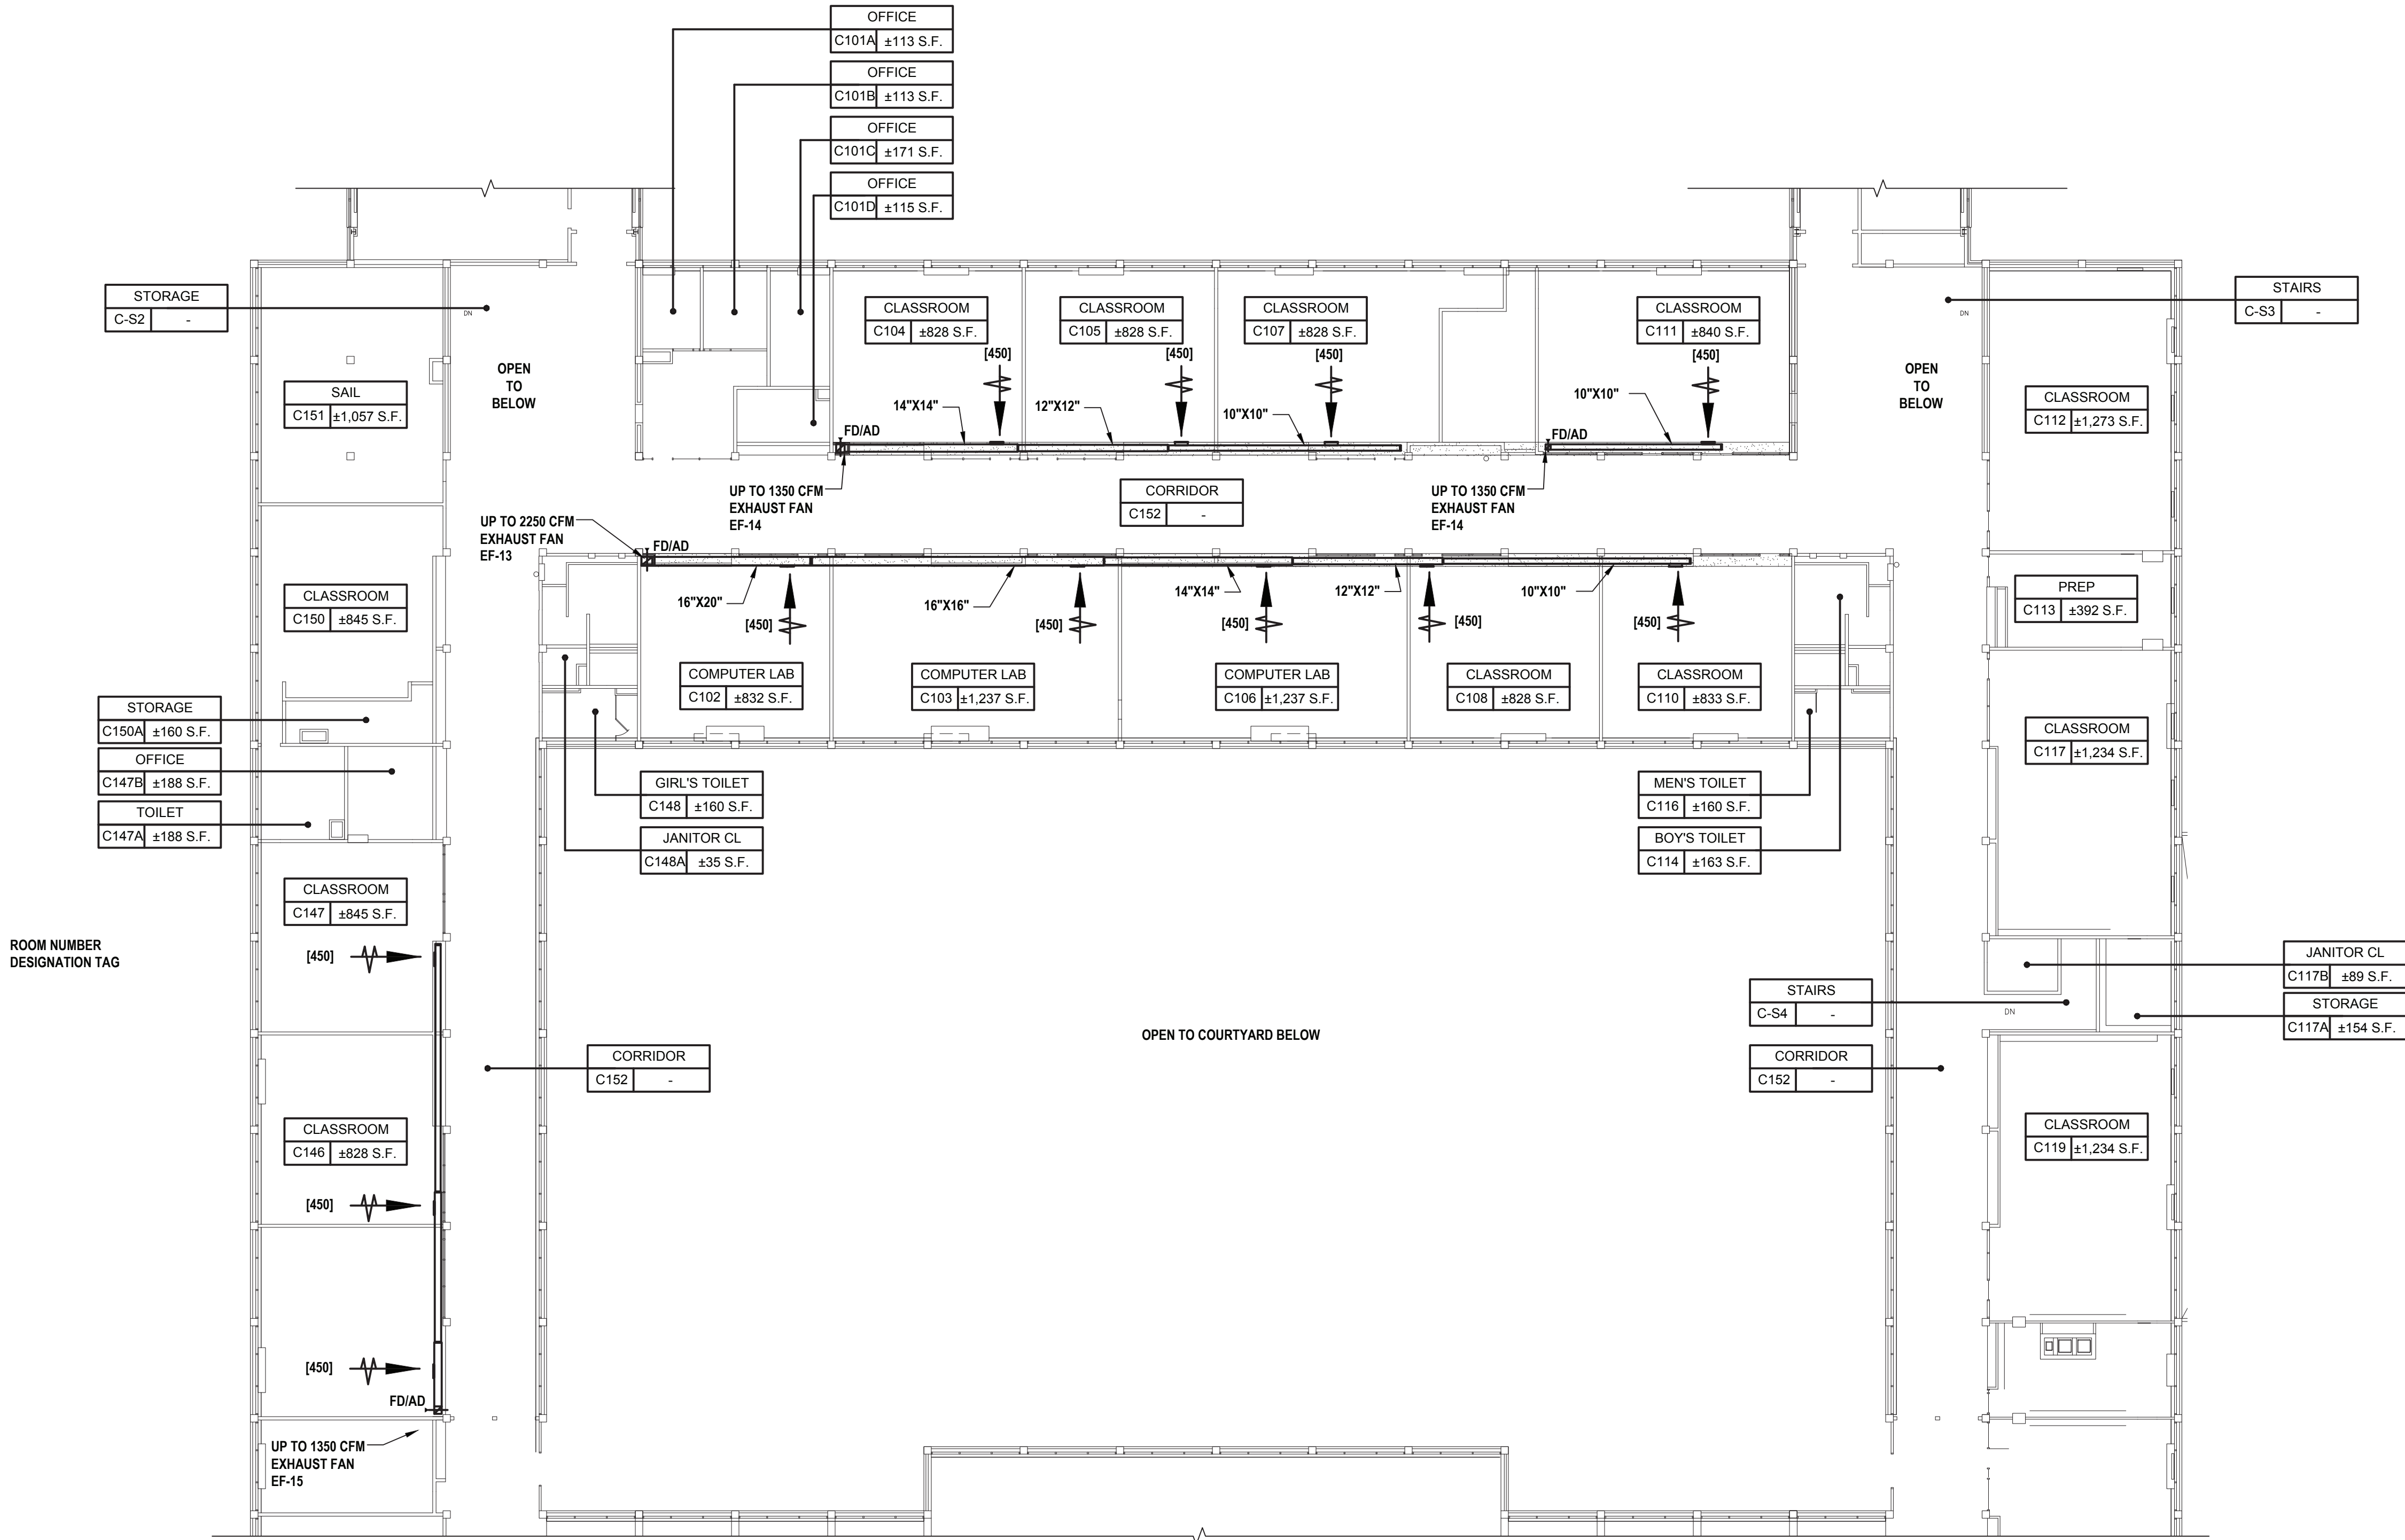 OFFICE
C101A ±113 S.F.
OFFICE
C101B ±113 S.F.
OFFICE
C101C ±171 S.F.
OFFICE
C101D ±115 S.F.
STORAGE
C-S2 -
DN
OPEN
TO
BELOW
SAIL
C151 ±1,057 S.F.
CLASSROOM
C104 ±828 S.F.
[450]
CLASSROOM
C105 ±828 S.F.
[450]
CLASSROOM
C107 ±828 S.F.
[450]
CLASSROOM
C111 ±840 S.F.
[450]
14"X14"
12"X12"
10"X10"
10"X10"
FD/AD
FD/AD
STAIRS
C-S3 -
DN
OPEN
TO
BELOW
CLASSROOM
C112 ±1,273 S.F.
UP TO 1350 CFM
EXHAUST FAN
EF-14
CORRIDOR
C152 -
UP TO 1350 CFM
EXHAUST FAN
EF-14
UP TO 2250 CFM
EXHAUST FAN
EF-13
FD/AD
CLASSROOM
C150 ±845 S.F.
16"X20"
[450]
16"X16"
[450]
14"X14"
[450]
12"X12"
[450]
10"X10"
[450]
PREP
C113 ±392 S.F.
COMPUTER LAB
C102 ±832 S.F.
COMPUTER LAB
C103 ±1,237 S.F.
COMPUTER LAB
C106 ±1,237 S.F.
CLASSROOM
C108 ±828 S.F.
CLASSROOM
C110 ±833 S.F.
STORAGE
C150A ±160 S.F.
OFFICE
C147B ±188 S.F.
TOILET
C147A ±188 S.F.
CLASSROOM
C117 ±1,234 S.F.
GIRL'S TOILET
C148 ±160 S.F.
JANITOR CL
C148A ±35 S.F.
MEN'S TOILET
C116 ±160 S.F.
BOY'S TOILET
C114 ±163 S.F.
CLASSROOM
C147 ±845 S.F.
ROOM NUMBER
DESIGNATION TAG
[450]
JANITOR CL
C117B ±89 S.F.
STORAGE
C117A ±154 S.F.
STAIRS
C-S4 -
DN
OPEN TO COURTYARD BELOW
CORRIDOR
C152 -
CORRIDOR
C152 -
CLASSROOM
C146 ±828 S.F.
CLASSROOM
C119 ±1,234 S.F.
[450]
[450]
FD/AD
UP TO 1350 CFM
EXHAUST FAN
EF-15